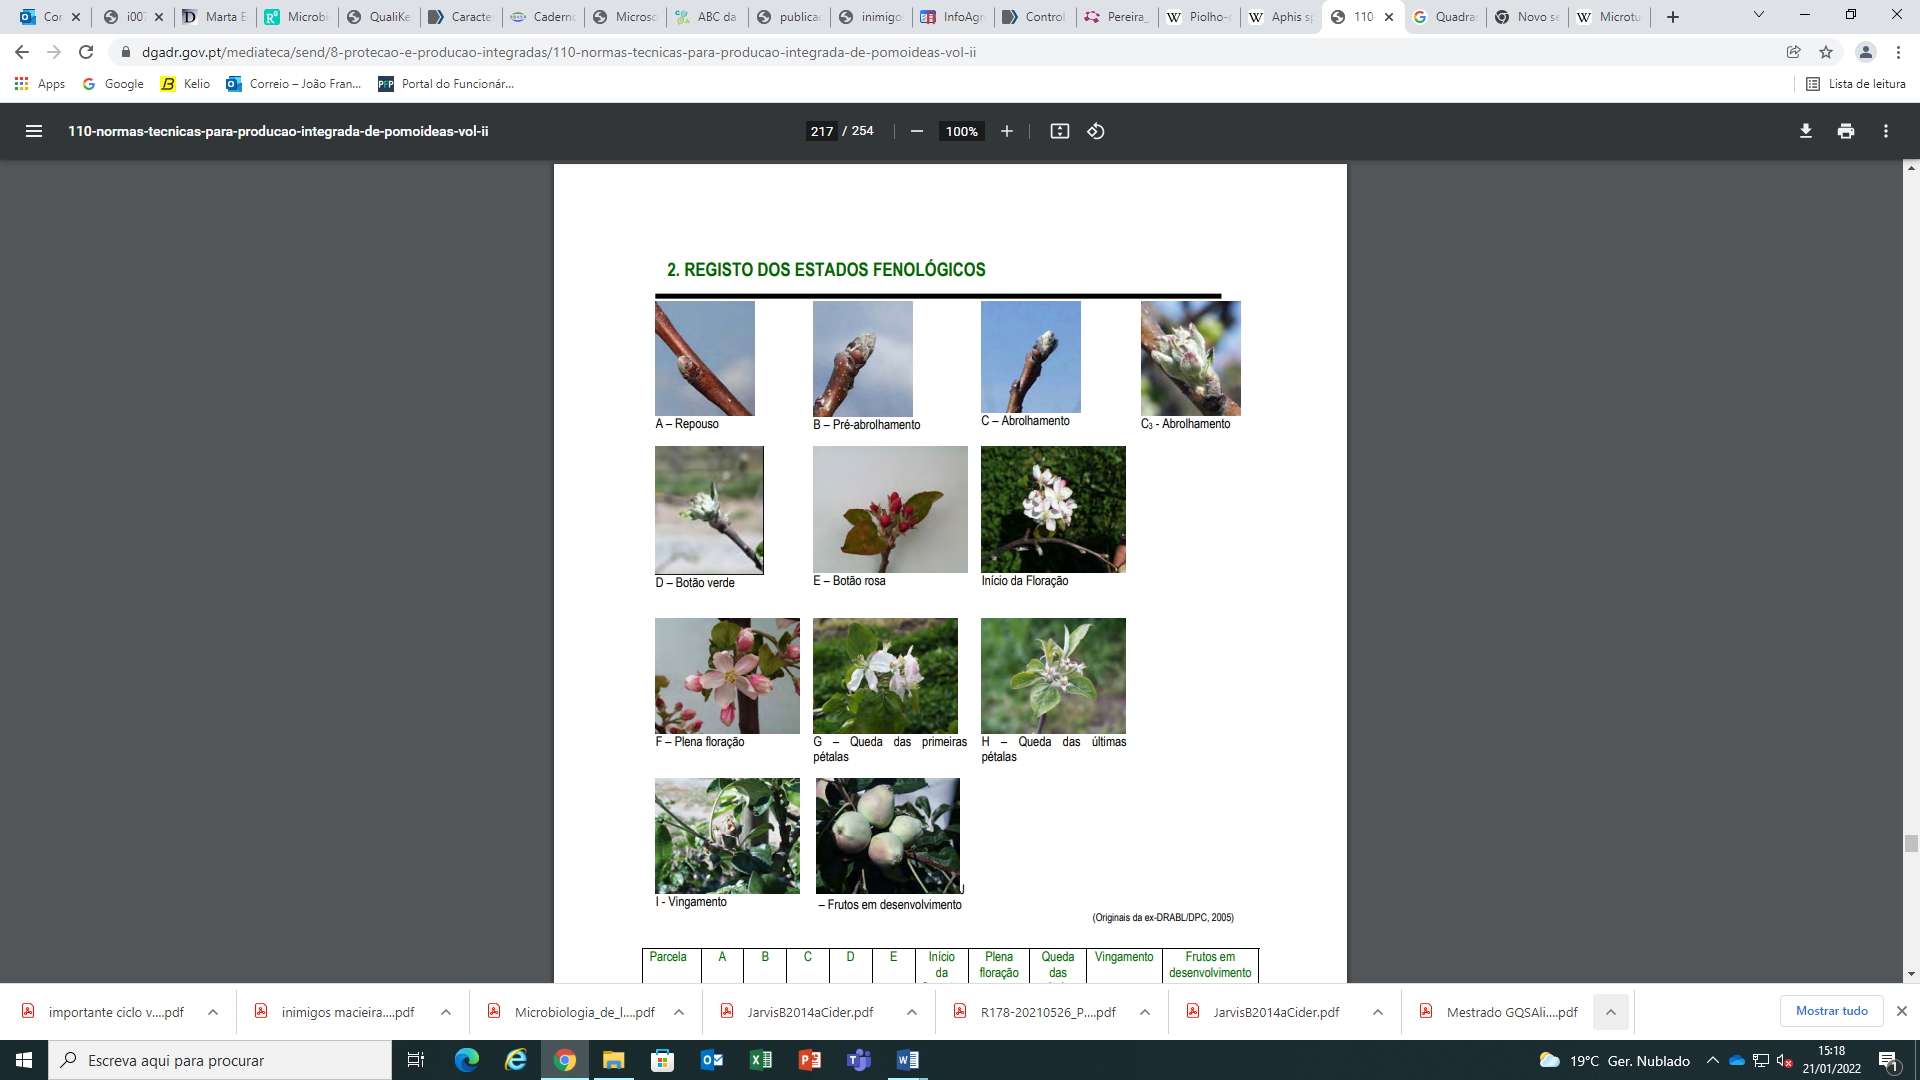 Cor
i007
Marta E
Microbi
QualiKe
Caracte
Caderno
Microso
ABC da
publicac
inimigo
InfoAgr
Control
Pereira_
Piolho-c
Aphis sp
110-
Quadra
Novo se
Microtu
dgadr.gov.pt/mediateca/send/8-protecao-e-producao-integradas/110-normas-tecnicas-para-producao-integrada-de-pomoideas-vol-ii
Apps Google Kelio Correio – João Fran... Portal do Funcionár... Lista de leitura
110-normas-tecnicas-para-producao-integrada-de-pomoideas-vol-ii 217 / 254 100%
2. REGISTO DOS ESTADOS FENOLÓGICOS
A – Repouso
B – Pré-abrolhamento
C – Abrolhamento
C3 - Abrolhamento
D – Botão verde
E – Botão rosa
Início da Floração
F – Plena floração
G – Queda das primeiras
pétalas
H – Queda das últimas
pétalas
I - Vingamento
J
– Frutos em desenvolvimento
(Originais da ex-DRABL/DPC, 2005)
Parcela A B C D E Início Plena Queda Vingamento Frutos em
da floração das desenvolvimento
importante ciclo v....pdf
inimigos macieira....pdf
Microbiologia_de_l....pdf
JarvisB2014aCider.pdf
R178-20210526_P....pdf
JarvisB2014aCider.pdf
Mestrado GQSAli....pdf
Mostrar tudo
Escreva aqui para procurar
19°C Ger. Nublado
15:18
21/01/2022
1